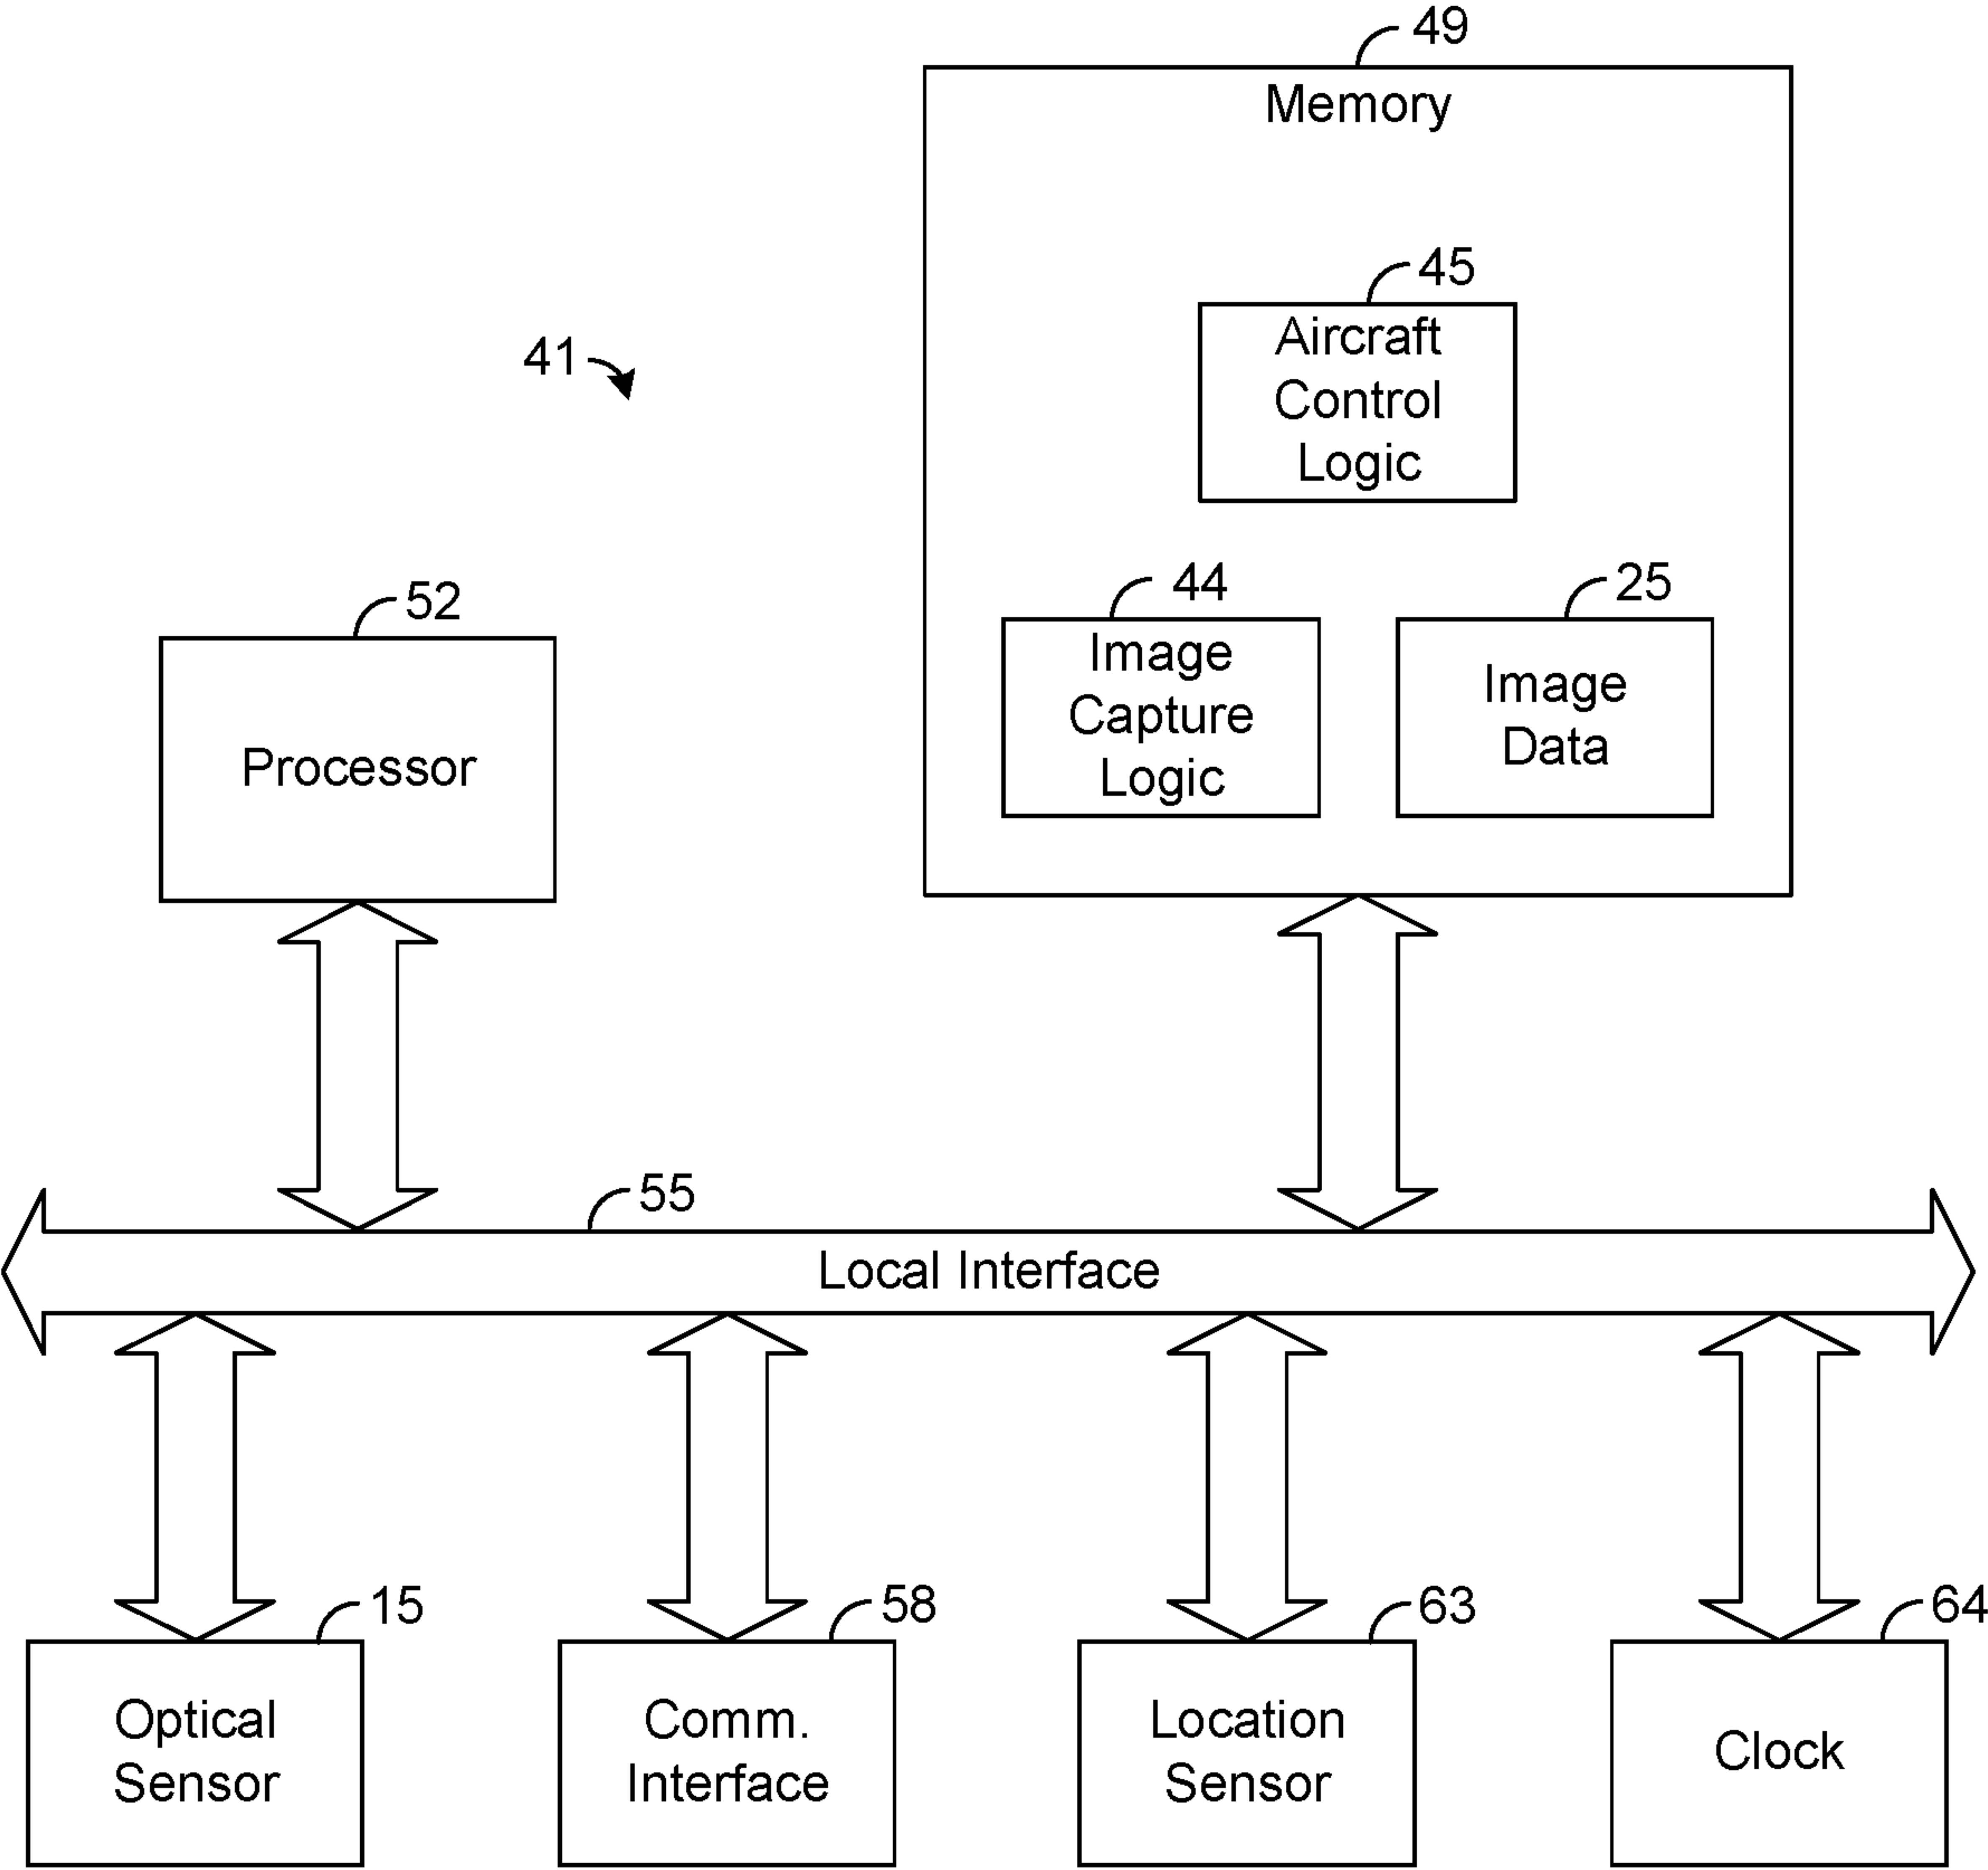 49
Memory
45
Aircraft
Control
Logic
41
44
25
Image
Capture
Logic
Image
Data
52
Processor
55
Local Interface
15
58
63
64
Optical
Sensor
Comm.
Interface
Location
Sensor
Clock